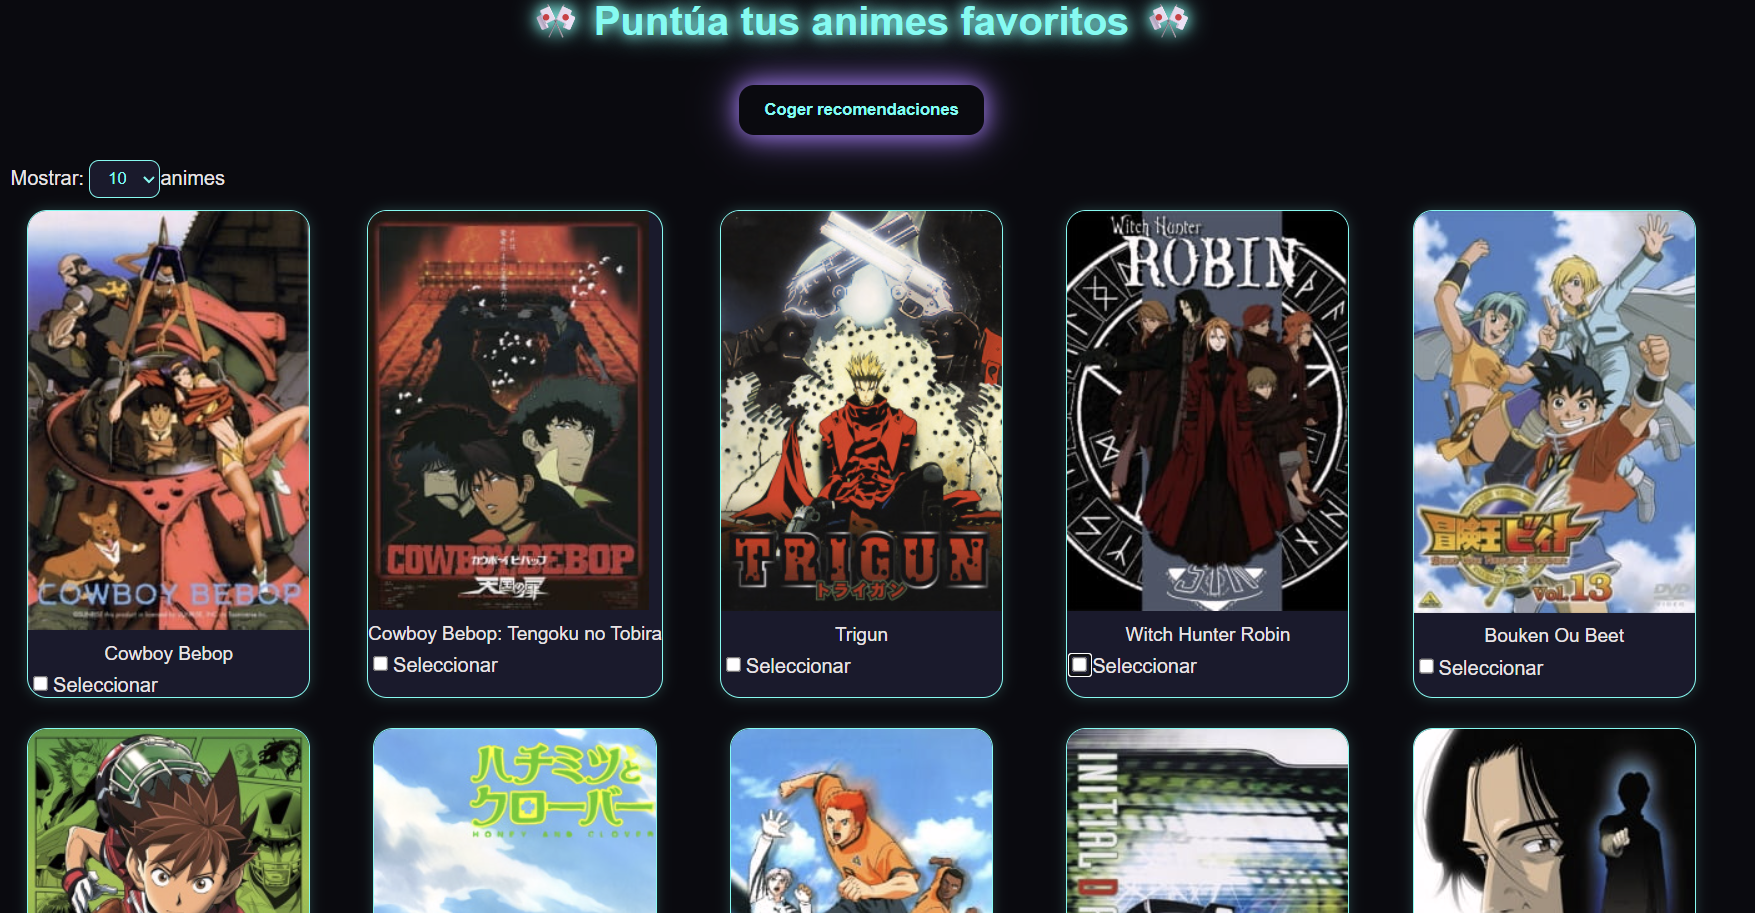 Puntúa tus animes favoritos
Coger recomendaciones
Mostrar: 10 animes
COWBOY BEBOP
Cowboy Bebop
Seleccionar
COWBOY BEBOP
カウボーイビバップ
天国の扉
Cowboy Bebop: Tengoku no Tobira
Seleccionar
TRIGUN
トライガン
Trigun
Seleccionar
Witch Hunter
ROBIN
Witch Hunter Robin
Seleccionar
冒険王ビィト
Vol.13
DVD
VIDEO
Bouken Ou Beet
Seleccionar
ハチミツと
クローバー
HONEY AND CLOVER
INITIAL D